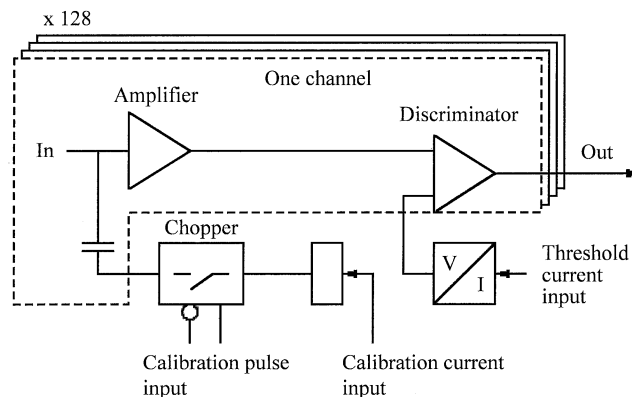 x 128
One channel
Amplifier
Discriminator
In
Out
Chopper
V
I
Threshold
current
input
Calibration pulse
input
Calibration current
input